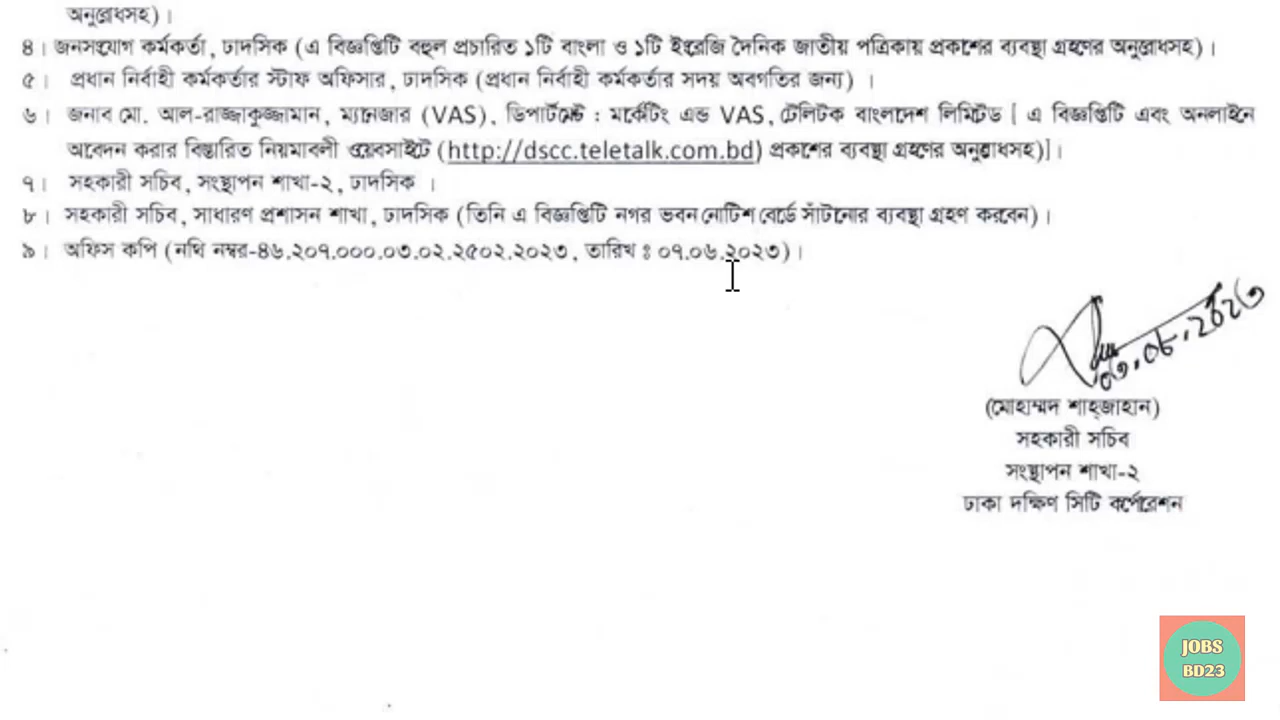 অনুরোধসহ)।
৪। জনসংযোগ কর্মকর্তা, ঢাদসিক (এ বিজ্ঞপ্তিটি বহুল প্রচারিত ১টি বাংলা ও ১টি ইংরেজি দৈনিক জাতীয় পত্রিকায় প্রকাশের ব্যবস্থা গ্রহণের অনুরোধসহ)।
৫। প্রধান নির্বাহী কর্মকর্তার স্টাফ অফিসার, ঢাদসিক (প্রধান নির্বাহী কর্মকর্তার সদয় অবগতির জন্য) ।
৬। জনাব মো. আল-রাজ্জাকুজ্জামান, ম্যানেজার (VAS), ডিপার্টমেন্ট : মার্কেটিং এন্ড VAS, টেলিটক বাংলাদেশ লিমিটেড [ এ বিজ্ঞপ্তিটি এবং অনলাইনে
আবেদন করার বিস্তারিত নিয়মাবলী ওয়েবসাইটে (http://dscc.teletalk.com.bd) প্রকাশের ব্যবস্থা গ্রহণের অনুরোধসহ)]।
৭। সহকারী সচিব, সংস্থাপন শাখা-২, ঢাদসিক ।
৮। সহকারী সচিব, সাধারণ প্রশাসন শাখা, ঢাদসিক (তিনি এ বিজ্ঞপ্তিটি নগর ভবন নোটিশ বোর্ডে সাঁটানোর ব্যবস্থা গ্রহণ করবেন)।
৯। অফিস কপি (নথি নম্বর-৪৬.২০৭.০০০.০৩.০২.২৫০২.২০২৩, তারিখ ঃ ০৭.০৬.২০২৩)।
০৭.০৬.২০২৩
(মোহাম্মদ শাহ্জাহান)
সহকারী সচিব
সংস্থাপন শাখা-২
ঢাকা দক্ষিণ সিটি কর্পোরেশন
JOBS
BD23